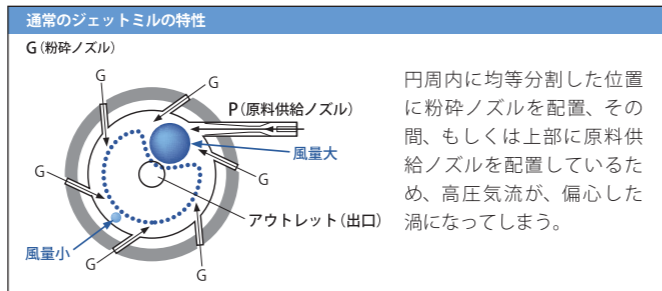 通常のジェットミルの特性
G(粉砕ノズル)
G
G
P(原料供給ノズル)
風量大
G
G
アウトレット(出口)
風量小
G
G
円周内に均等分割した位置
に粉砕ノズルを配置、その
間、もしくは上部に原料供
給ノズルを配置しているた
め、高圧気流が、偏心した
渦になってしまう。